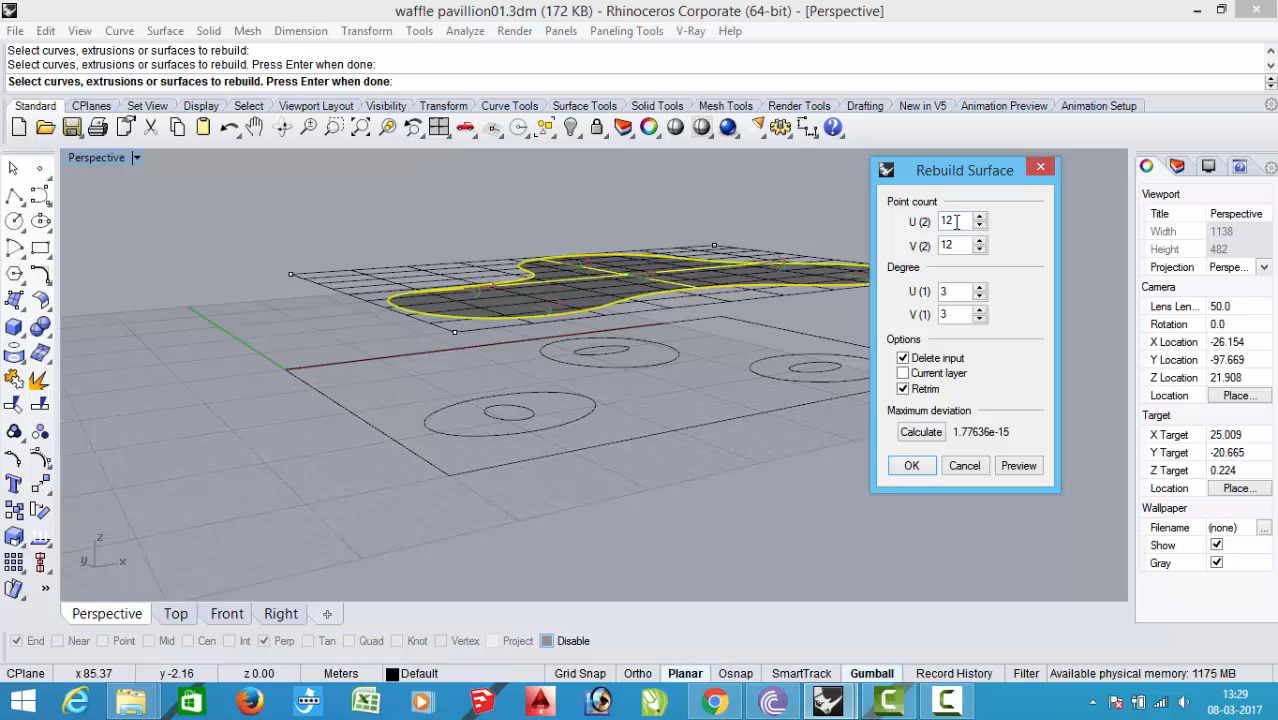 waffle pavillion01.3dm (172 KB) - Rhinoceros Corporate (64-bit) - [Perspective]
File Edit View Curve Surface Solid Mesh Dimension Transform Tools Analyze Render Panels Paneling Tools V-Ray Help
Select curves, extrusions or surfaces to rebuild:
Select curves, extrusions or surfaces to rebuild. Press Enter when done:
Select curves, extrusions or surfaces to rebuild. Press Enter when done:
Standard CPlanes Set View Display Select Viewport Layout Visibility Transform Curve Tools Surface Tools Solid Tools Mesh Tools Render Tools Drafting New in V5 Animation Preview Animation Setup
Perspective
Rebuild Surface
Point count
U (2) 12
V (2) 12
Degree
U (1) 3
V (1) 3
Options
Delete input
Current layer
Retrim
Maximum deviation
Calculate 1.77636e-15
OK Cancel Preview
Viewport
Title Perspective
Width 1138
Height 482
Projection Perspe...
Camera
Lens Len... 50.0
Rotation 0.0
X Location -26.154
Y Location -97.669
Z Location 21.908
Location Place...
Target
X Target 25.009
Y Target -20.665
Z Target 0.224
Location Place...
Wallpaper
Filename (none) ...
Show
Gray
z
y x
Perspective Top Front Right
End Near Point Mid Cen Int Perp Tan Quad Knot Vertex Project Disable
CPlane x 85.37 y -2.16 z 0.00 Meters Default Grid Snap Ortho Planar Osnap SmartTrack Gumball Record History Filter Available physical memory: 1175 MB
13:29
08-03-2017